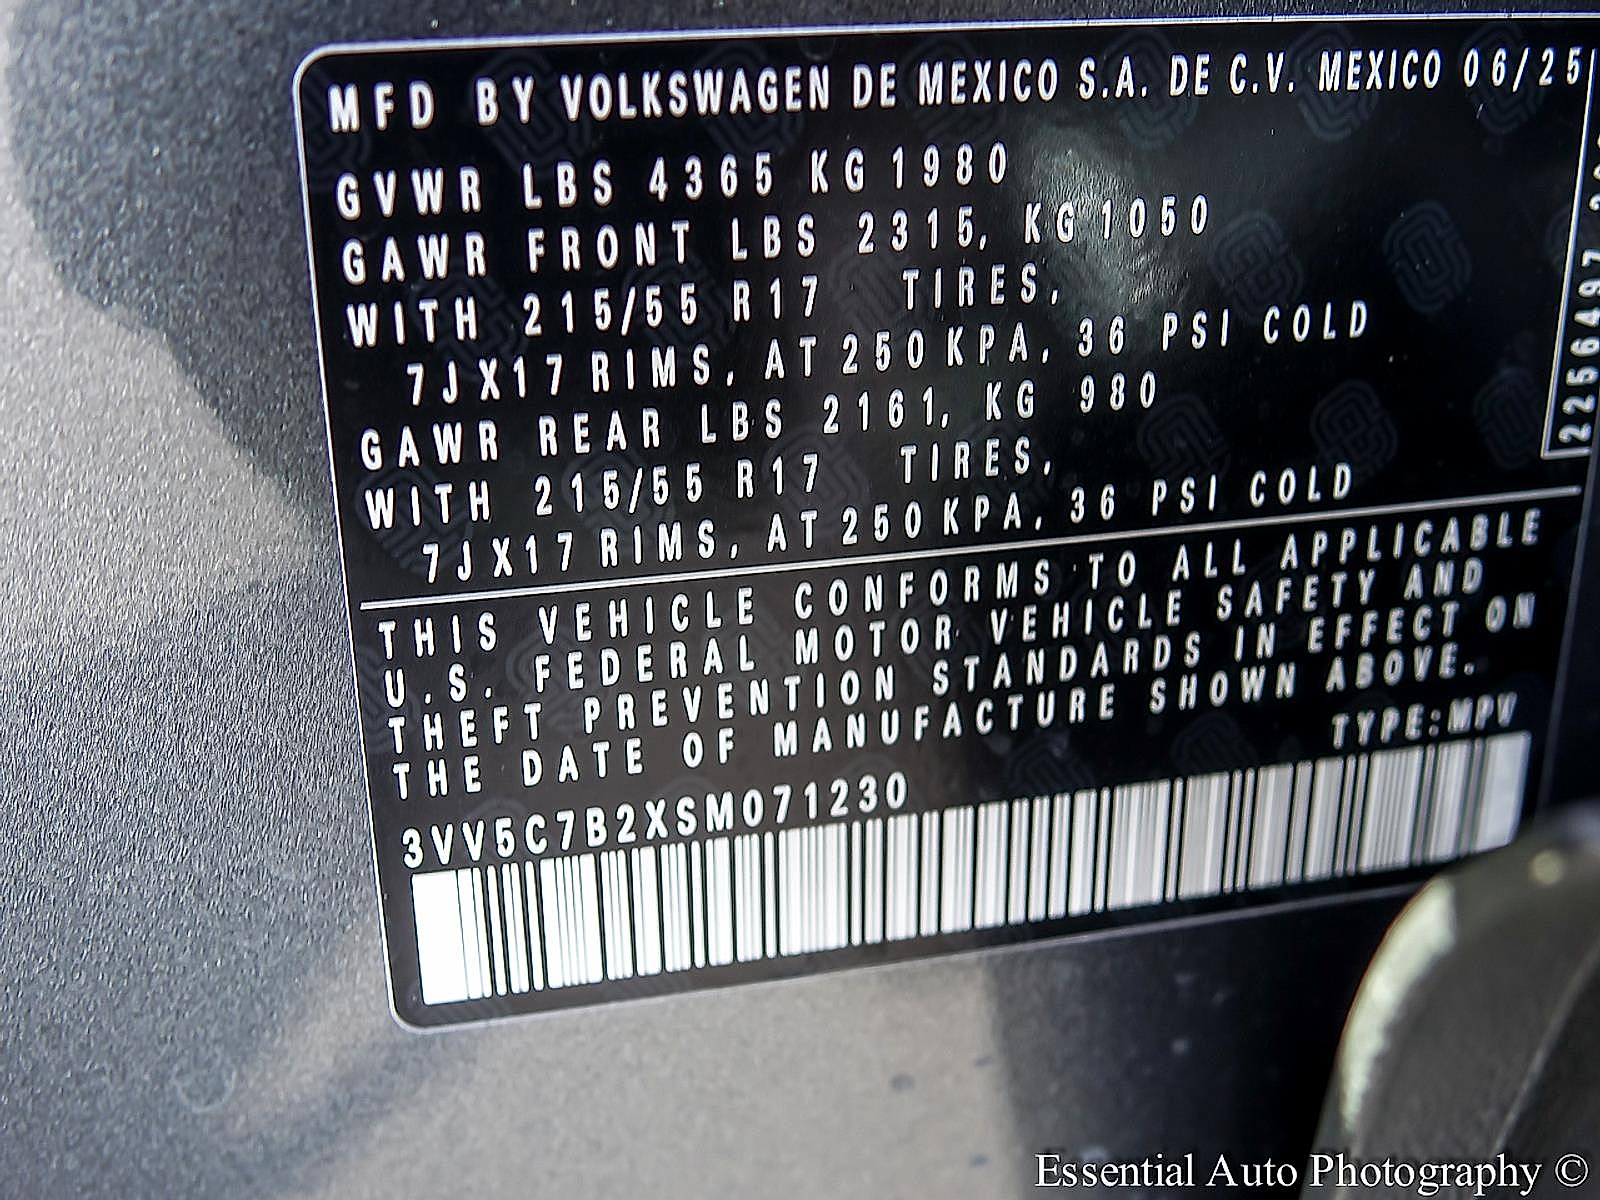 MFD BY VOLKSWAGEN DE MEXICO S.A. DE C.V. MEXICO 06/25
GVWR LBS 4365 KG 1980
GAWR FRONT LBS 2315, KG 1050
WITH 215/55 R17 TIRES,
7JX17 RIMS, AT 250 KPA, 36 PSI COLD
GAWR REAR LBS 2161, KG 980
WITH 215/55 R17 TIRES,
7JX17 RIMS, AT 250 KPA, 36 PSI COLD
THIS VEHICLE CONFORMS TO ALL APPLICABLE
U.S. FEDERAL MOTOR VEHICLE SAFETY AND
THEFT PREVENTION STANDARDS IN EFFECT ON
THE DATE OF MANUFACTURE SHOWN ABOVE.
TYPE: MPV
3VV5C7B2XSM071230
2256497
Essential Auto Photography ©